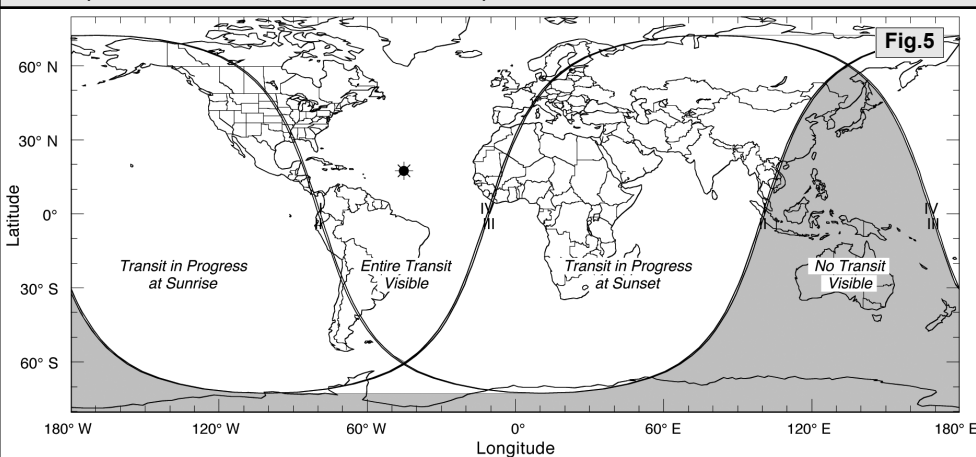 Fig.5
60° N
30° N
0°
30° S
60° S
Latitude
IV
III
II
IV
III
Transit in Progress
at Sunrise
Entire Transit
Visible
Transit in Progress
at Sunset
No Transit
Visible
180° W
120° W
60° W
0°
60° E
120° E
180° E
Longitude